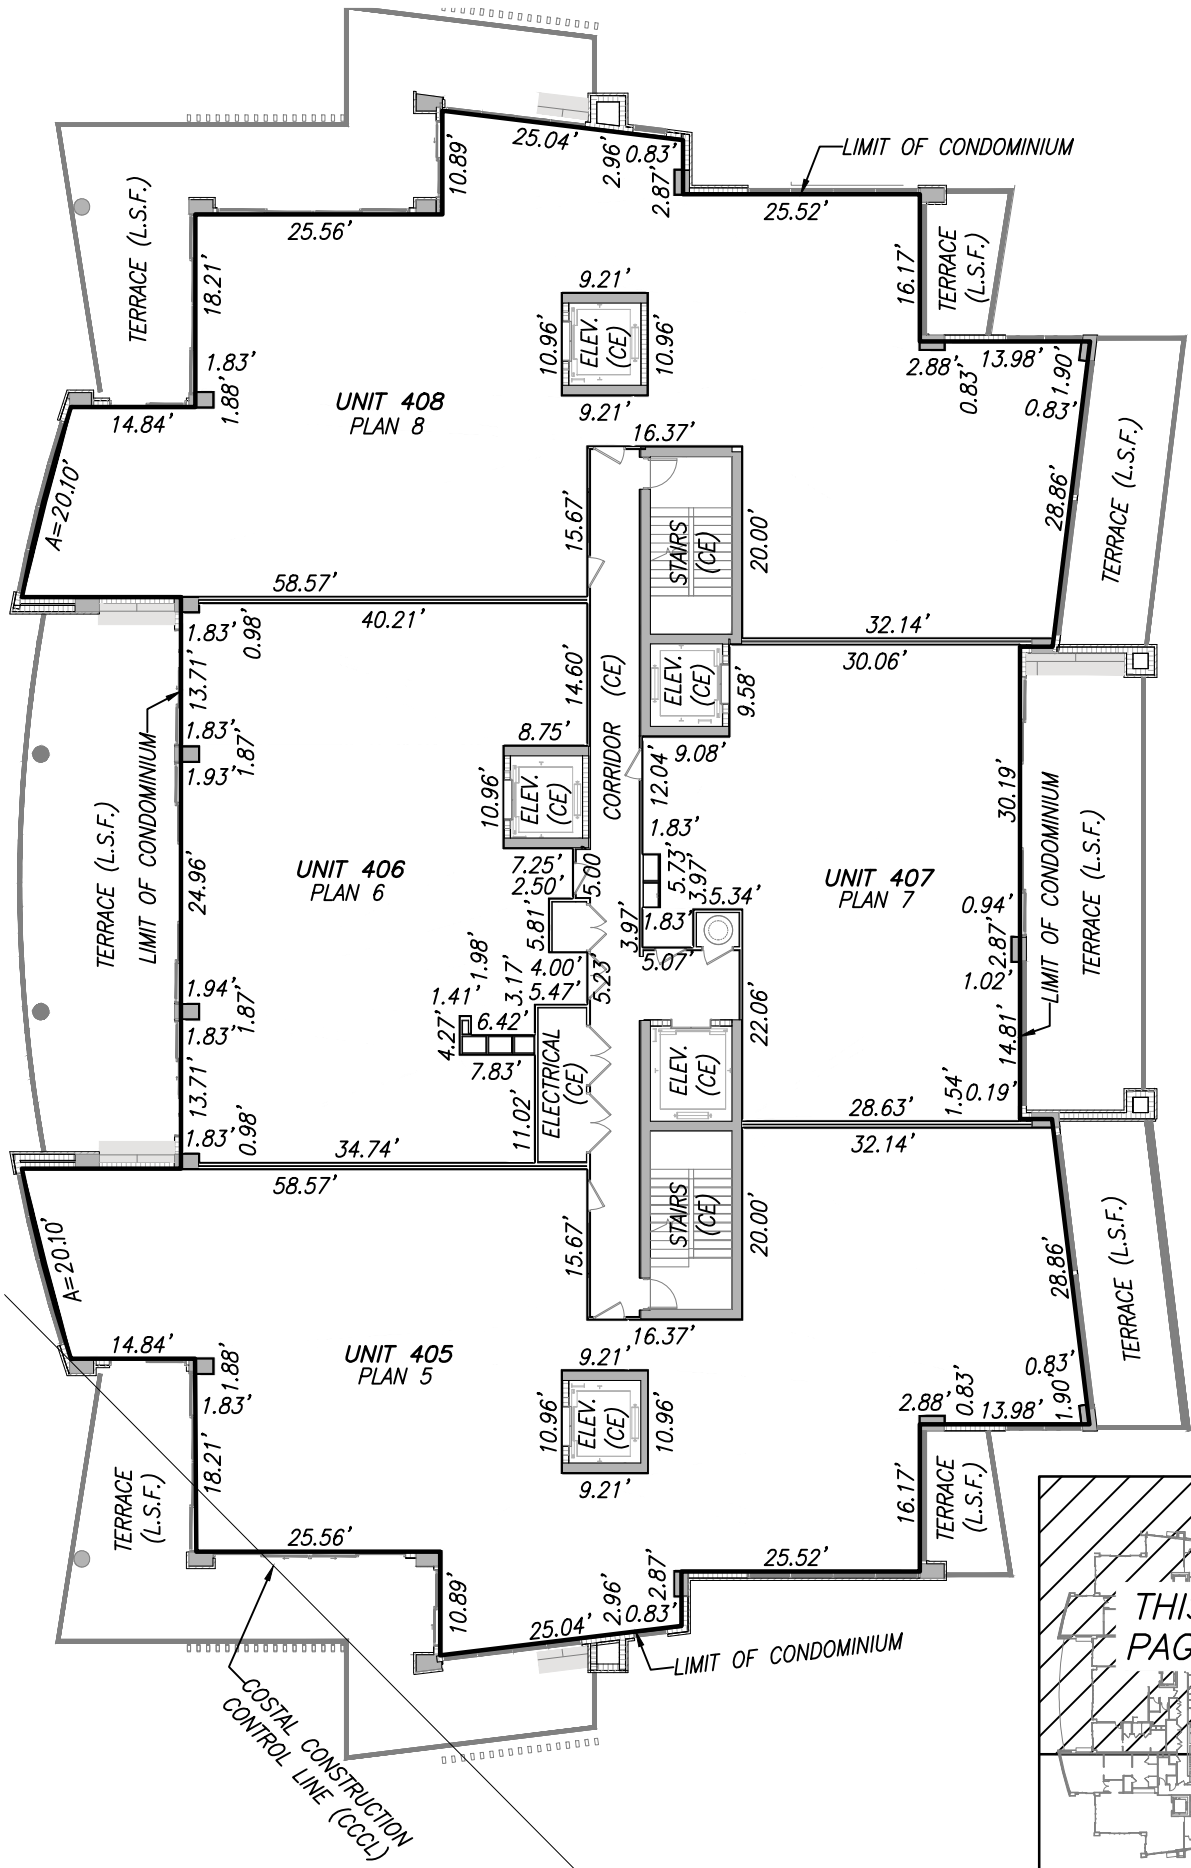 25.04'
10.89'
2.96'
0.83'
2.87'
LIMIT OF CONDOMINIUM
25.52'
25.56'
TERRACE (L.S.F.)
18.21'
16.17'
TERRACE
(L.S.F.)
9.21'
10.96'
ELEV.
(CE)
10.96'
9.21'
2.88'
0.83'
13.98'
1.90'
0.83'
1.83'
1.88'
14.84'
UNIT 408
PLAN 8
16.37'
A=20.10'
15.67'
STAIRS
(CE)
20.00'
28.86'
TERRACE (L.S.F.)
58.57'
40.21'
32.14'
30.06'
1.83'
0.98'
13.71'
14.60'
CORRIDOR (CE)
ELEV.
(CE)
9.58'
9.08'
1.83'
1.87'
1.93'
8.75'
10.96'
ELEV.
(CE)
12.04'
30.19'
LIMIT OF CONDOMINIUM
TERRACE (L.S.F.)
TERRACE (L.S.F.)
LIMIT OF CONDOMINIUM
24.96'
UNIT 406
PLAN 6
7.25'
2.50'
5.00
1.83'
5.73'
3.97'
5.34'
UNIT 407
PLAN 7
0.94'
5.81'
3.97'
1.83'
2.87'
4.00'
5.23'
5.07'
1.02'
1.94'
1.87'
1.83'
1.98'
3.17'
5.47'
1.41'
6.42'
4.27'
7.83'
22.06'
14.81'
13.71'
11.02'
ELECTRICAL
(CE)
ELEV.
(CE)
1.54'
0.19'
1.83'
0.98'
34.74'
28.63'
32.14'
58.57'
A=20.10'
15.67'
STAIRS
(CE)
20.00'
28.86'
TERRACE (L.S.F.)
16.37'
14.84'
1.88'
1.83'
UNIT 405
PLAN 5
9.21'
10.96'
ELEV.
(CE)
10.96'
9.21'
2.88'
0.83'
13.98'
0.83'
1.90'
18.21'
TERRACE
(L.S.F.)
16.17'
TERRACE
(L.S.F.)
25.56'
25.52'
10.89'
25.04'
2.96'
0.83'
2.87'
LIMIT OF CONDOMINIUM
COSTAL CONSTRUCTION
CONTROL LINE (CCCL)
THIS
PAG